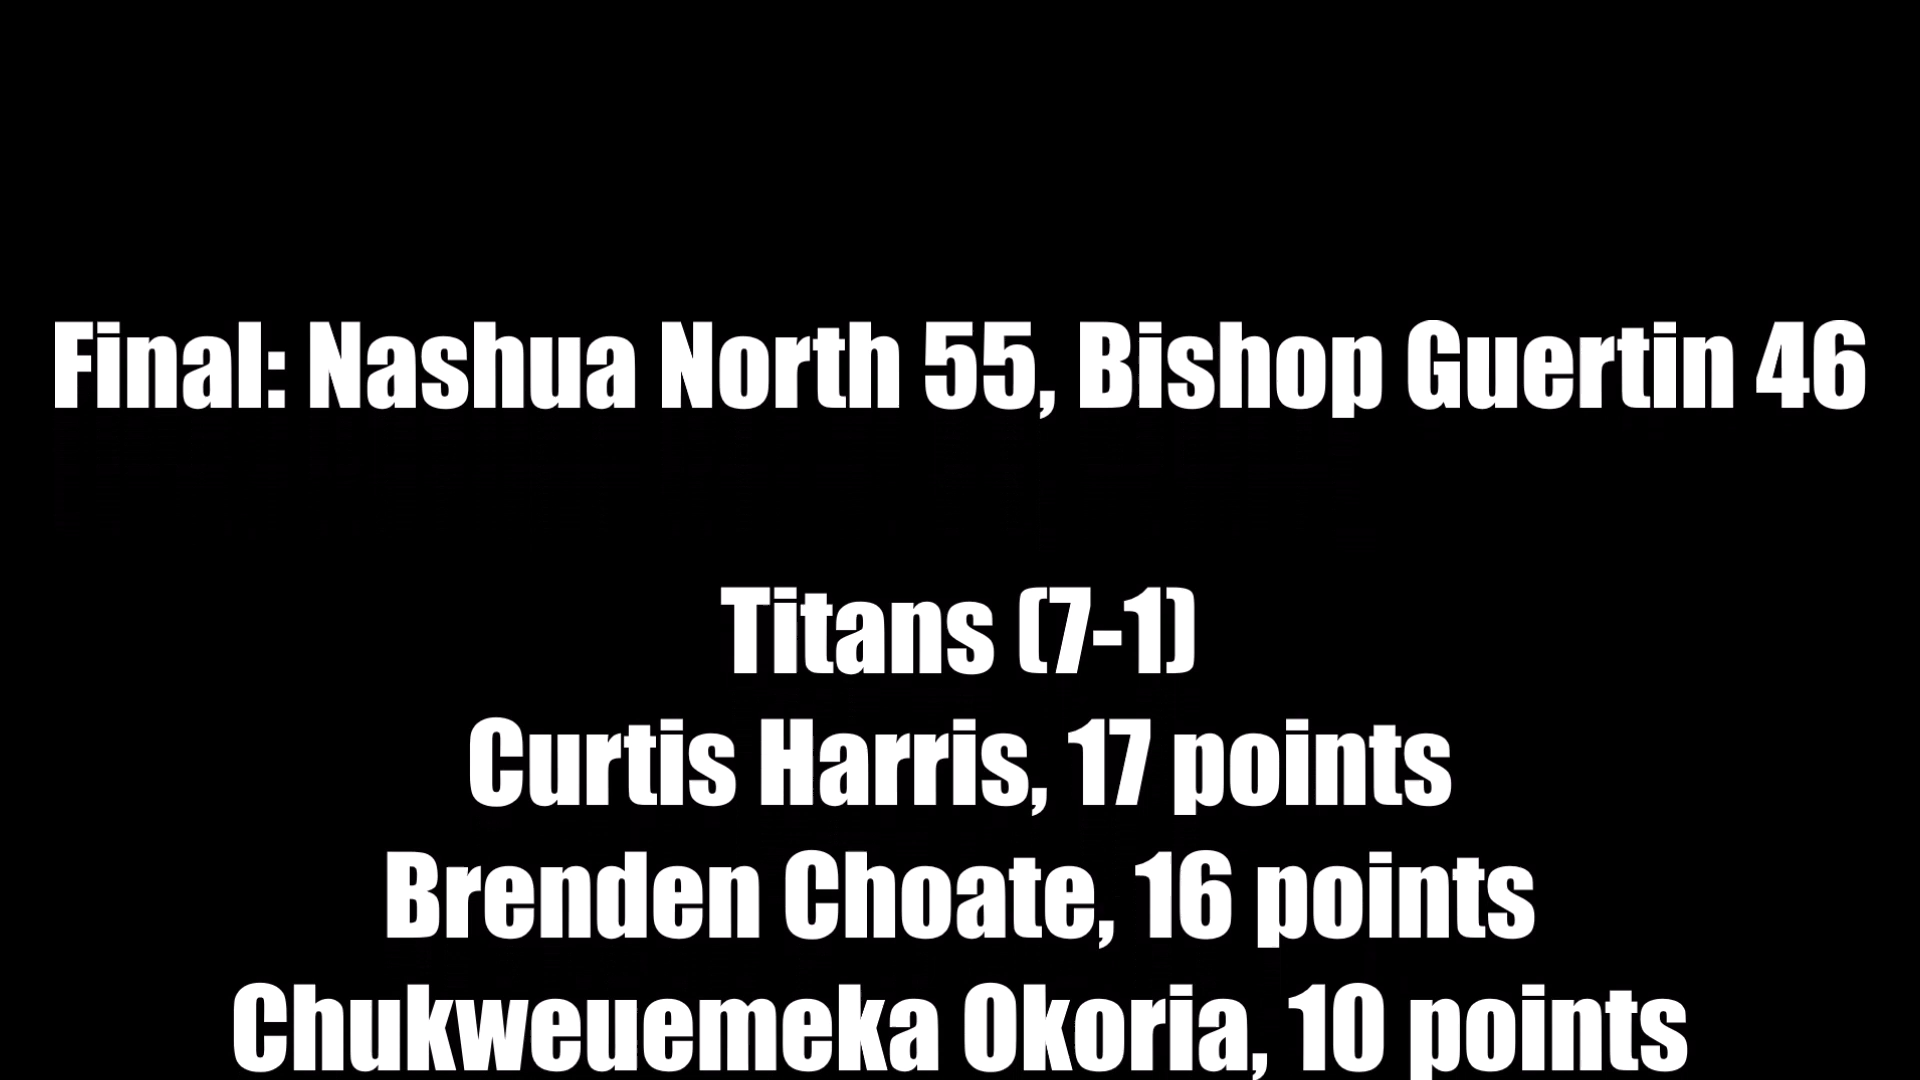 Final: Nashua North 55, Bishop Guertin 46
Titans (7-1)
Curtis Harris, 17 points
Brenden Choate, 16 points
Chukweuemeka Okoria, 10 points